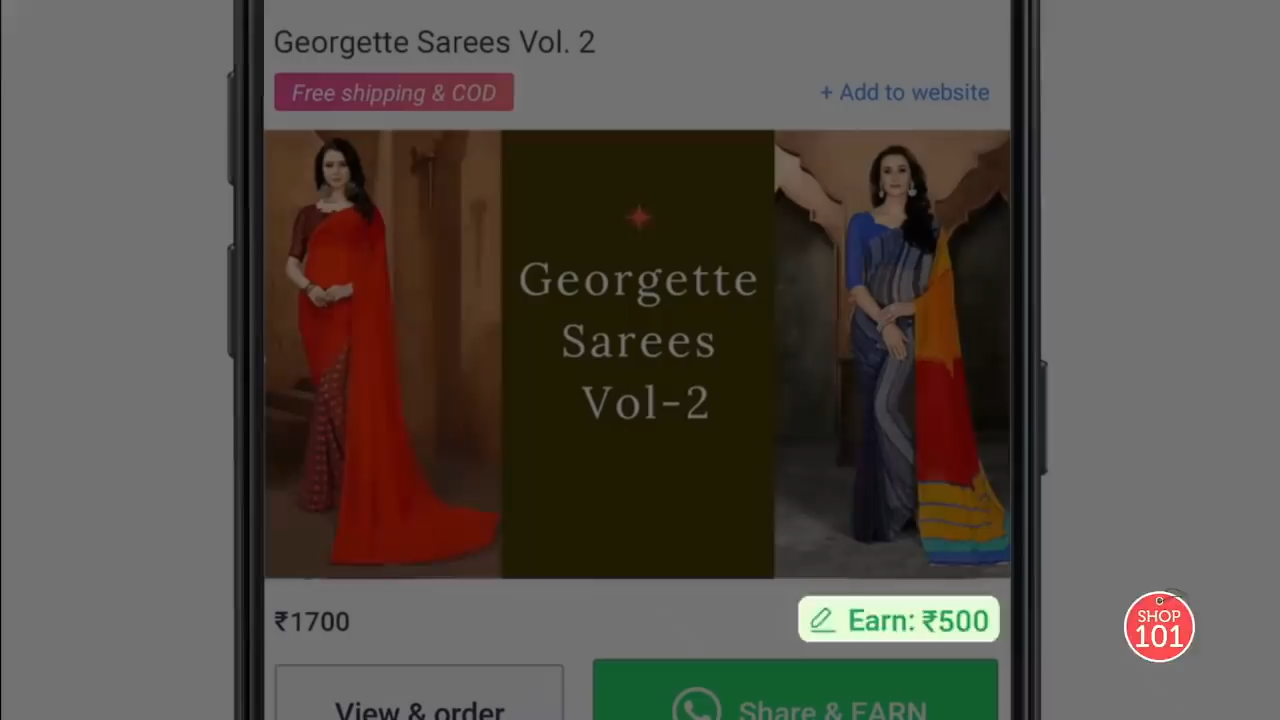 Georgette Sarees Vol. 2
Free shipping & COD
+ Add to website
Georgette
Sarees
Vol-2
₹1700
Earn: ₹500
View & order
Share & EARN
SHOP
101